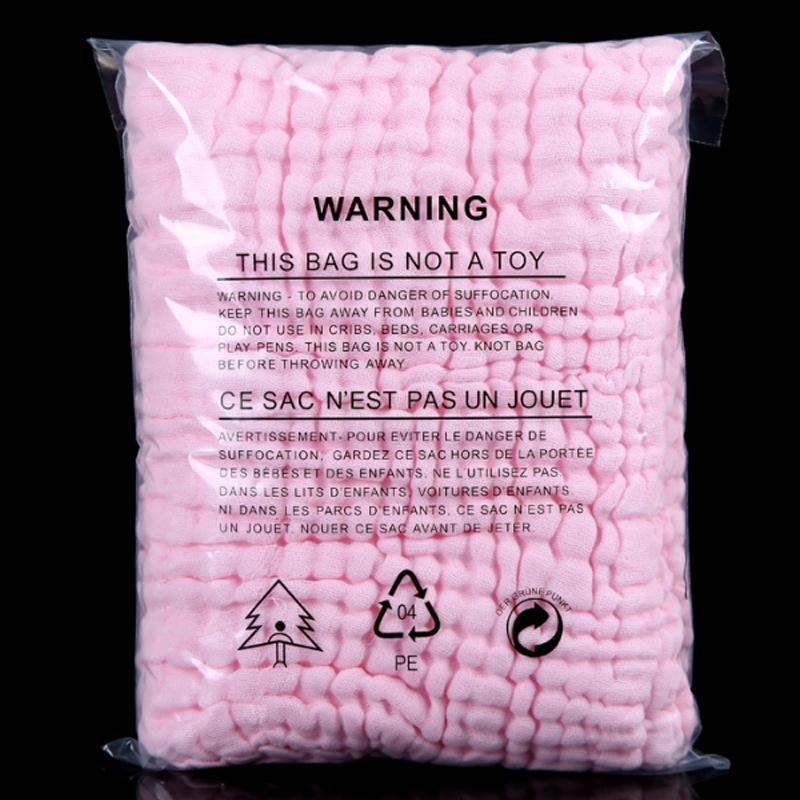 WARNING
THIS BAG IS NOT A TOY
WARNING - TO AVOID DANGER OF SUFFOCATION.
KEEP THIS BAG AWAY FROM BABIES AND CHILDREN
DO NOT USE IN CRIBS, BEDS, CARRIAGES OR
PLAY PENS. THIS BAG IS NOT A TOY. KNOT BAG
BEFORE THROWING AWAY.
CE SAC N'EST PAS UN JOUET
AVERTISSEMENT- POUR EVITER LE DANGER DE
SUFFOCATION, GARDEZ CE SAC HORS DE LA PORTÉE
DES BÉBÉS ET DES ENFANTS. NE L'UTILISEZ PAS
DANS LES LITS D'ENFANTS, VOITURES D'ENFANTS.
NI DANS LES PARCS D'ENFANTS. CE SAC N'EST PAS
UN JOUET. NOUER CE SAC AVANT DE JETER.
04
PE
DER GRÜNE PUNKT